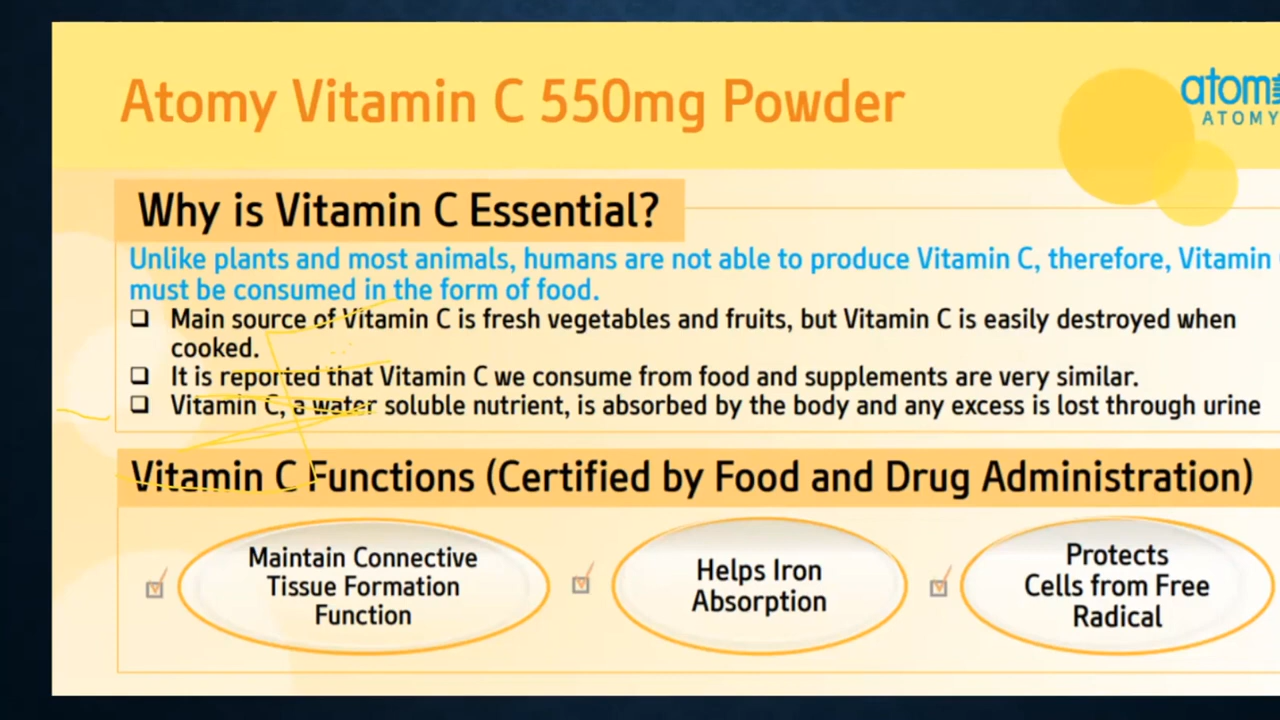 Atomy Vitamin C 550mg Powder
atom
ATOMY
Why is Vitamin C Essential?
Unlike plants and most animals, humans are not able to produce Vitamin C, therefore, Vitamin
must be consumed in the form of food.
Main source of Vitamin C is fresh vegetables and fruits, but Vitamin C is easily destroyed when
cooked.
It is reported that Vitamin C we consume from food and supplements are very similar.
Vitamin C, a water soluble nutrient, is absorbed by the body and any excess is lost through urine
Vitamin C Functions (Certified by Food and Drug Administration)
Maintain Connective
Tissue Formation
Function
Helps Iron
Absorption
Protects
Cells from Free
Radical